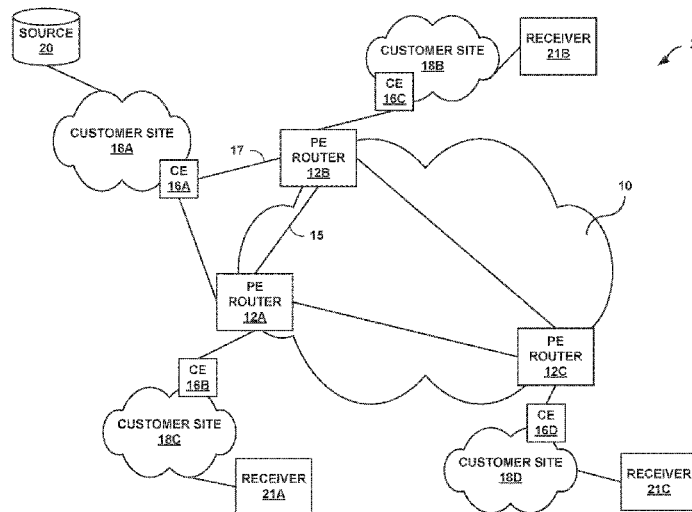 SOURCE
20
CUSTOMER SITE
18A
CE
16A
17
CUSTOMER SITE
18B
CE
16C
RECEIVER
21B
PE
ROUTER
12B
10
15
PE
ROUTER
12A
PE
ROUTER
12C
CE
16B
CUSTOMER SITE
18C
RECEIVER
21A
CE
16D
CUSTOMER SITE
18D
RECEIVER
21C